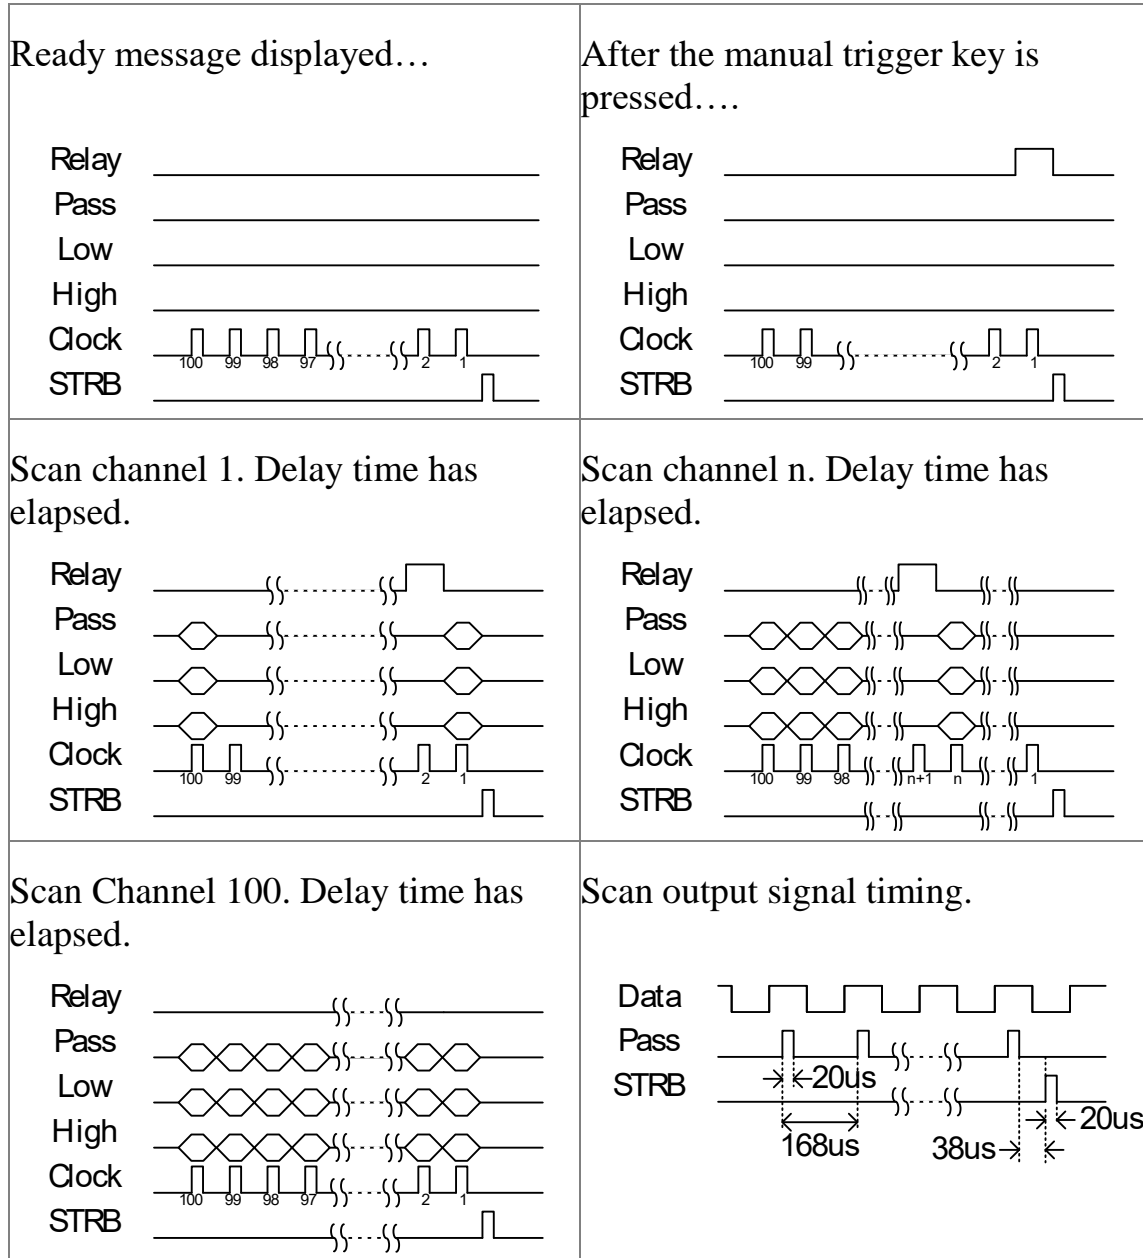 Ready message displayed…
Relay
Pass
Low
High
Clock
100 99 98 97 2 1
STRB
After the manual trigger key is
pressed….
Relay
Pass
Low
High
Clock
100 99 2 1
STRB
Scan channel 1. Delay time has
elapsed.
Relay
Pass
Low
High
Clock
100 99 2 1
STRB
Scan channel n. Delay time has
elapsed.
Relay
Pass
Low
High
Clock
100 99 98 n+1 n 1
STRB
Scan Channel 100. Delay time has
elapsed.
Relay
Pass
Low
High
Clock
100 99 98 97 2 1
STRB
Scan output signal timing.
Data
Pass
STRB
20us
20us
168us
38us